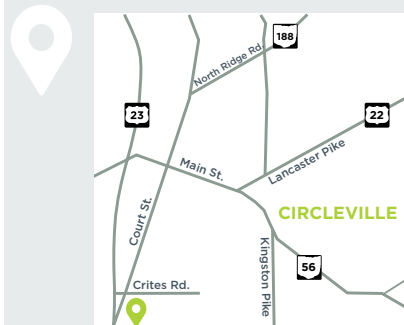 188
North Ridge Rd.
23
22
Main St.
Lancaster Pike
CIRCLEVILLE
Court St.
Kingston Pike
56
Crites Rd.